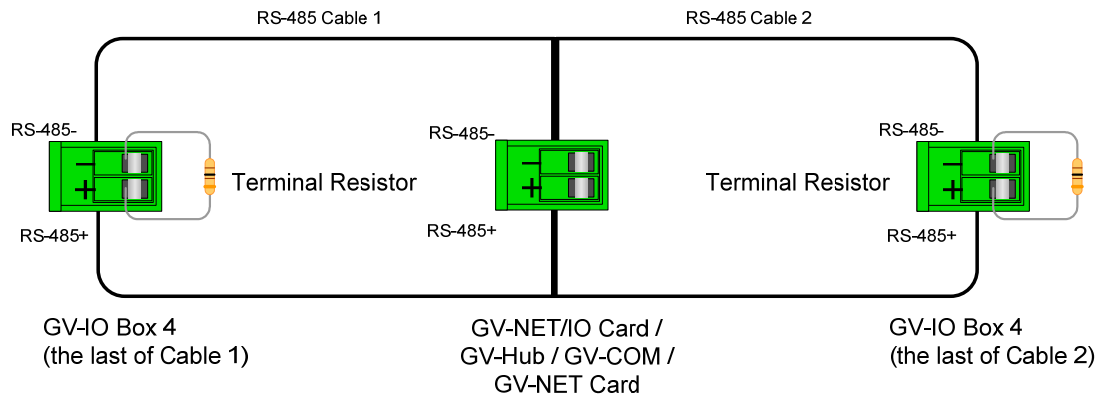 RS-485 Cable 1
RS-485 Cable 2
RS-485-
RS-485-
RS-485-
Terminal Resistor
Terminal Resistor
RS-485+
RS-485+
RS-485+
GV-IO Box 4
(the last of Cable 1)
GV-NET/IO Card /
GV-Hub / GV-COM /
GV-NET Card
GV-IO Box 4
(the last of Cable 2)